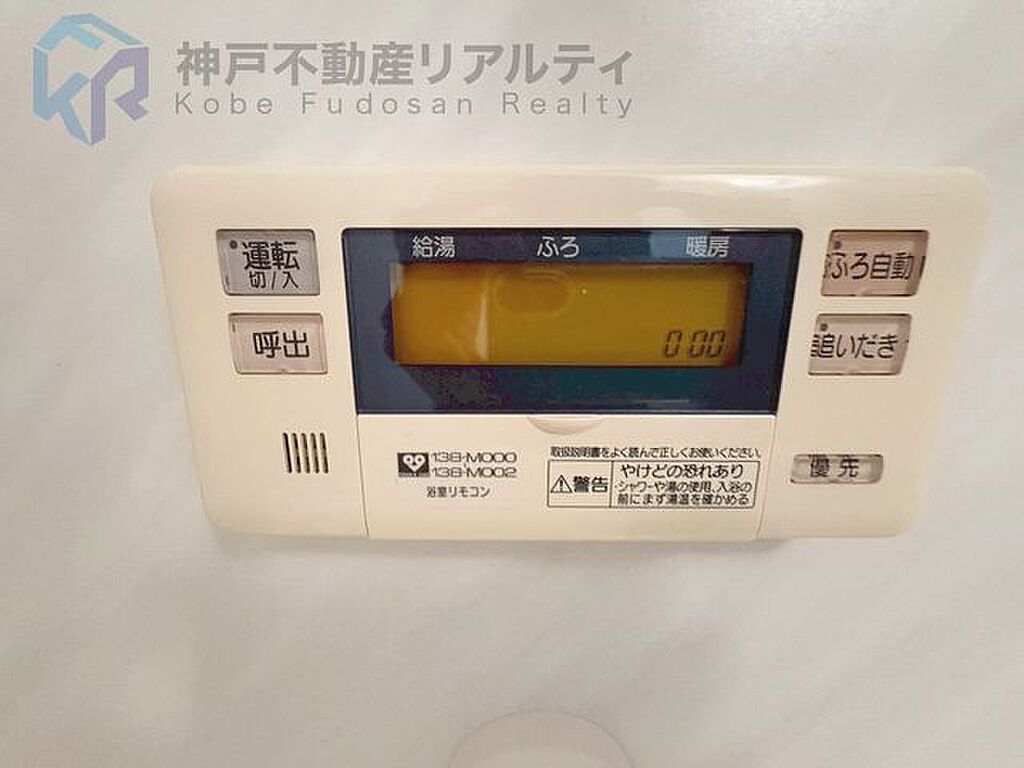 神戸不動産リアルティ
Kobe Fudosan Realty
運転
切/入
呼出
給湯 ふろ 暖房
0:00
ふろ自動
追いだき
優先
138-M000
138-M002
浴室リモコン
取扱説明書をよく読んで正しくお使いください。
警告
やけどの恐れあり
・シャワーや湯の使用、入浴の
前にまず湯温を確かめる